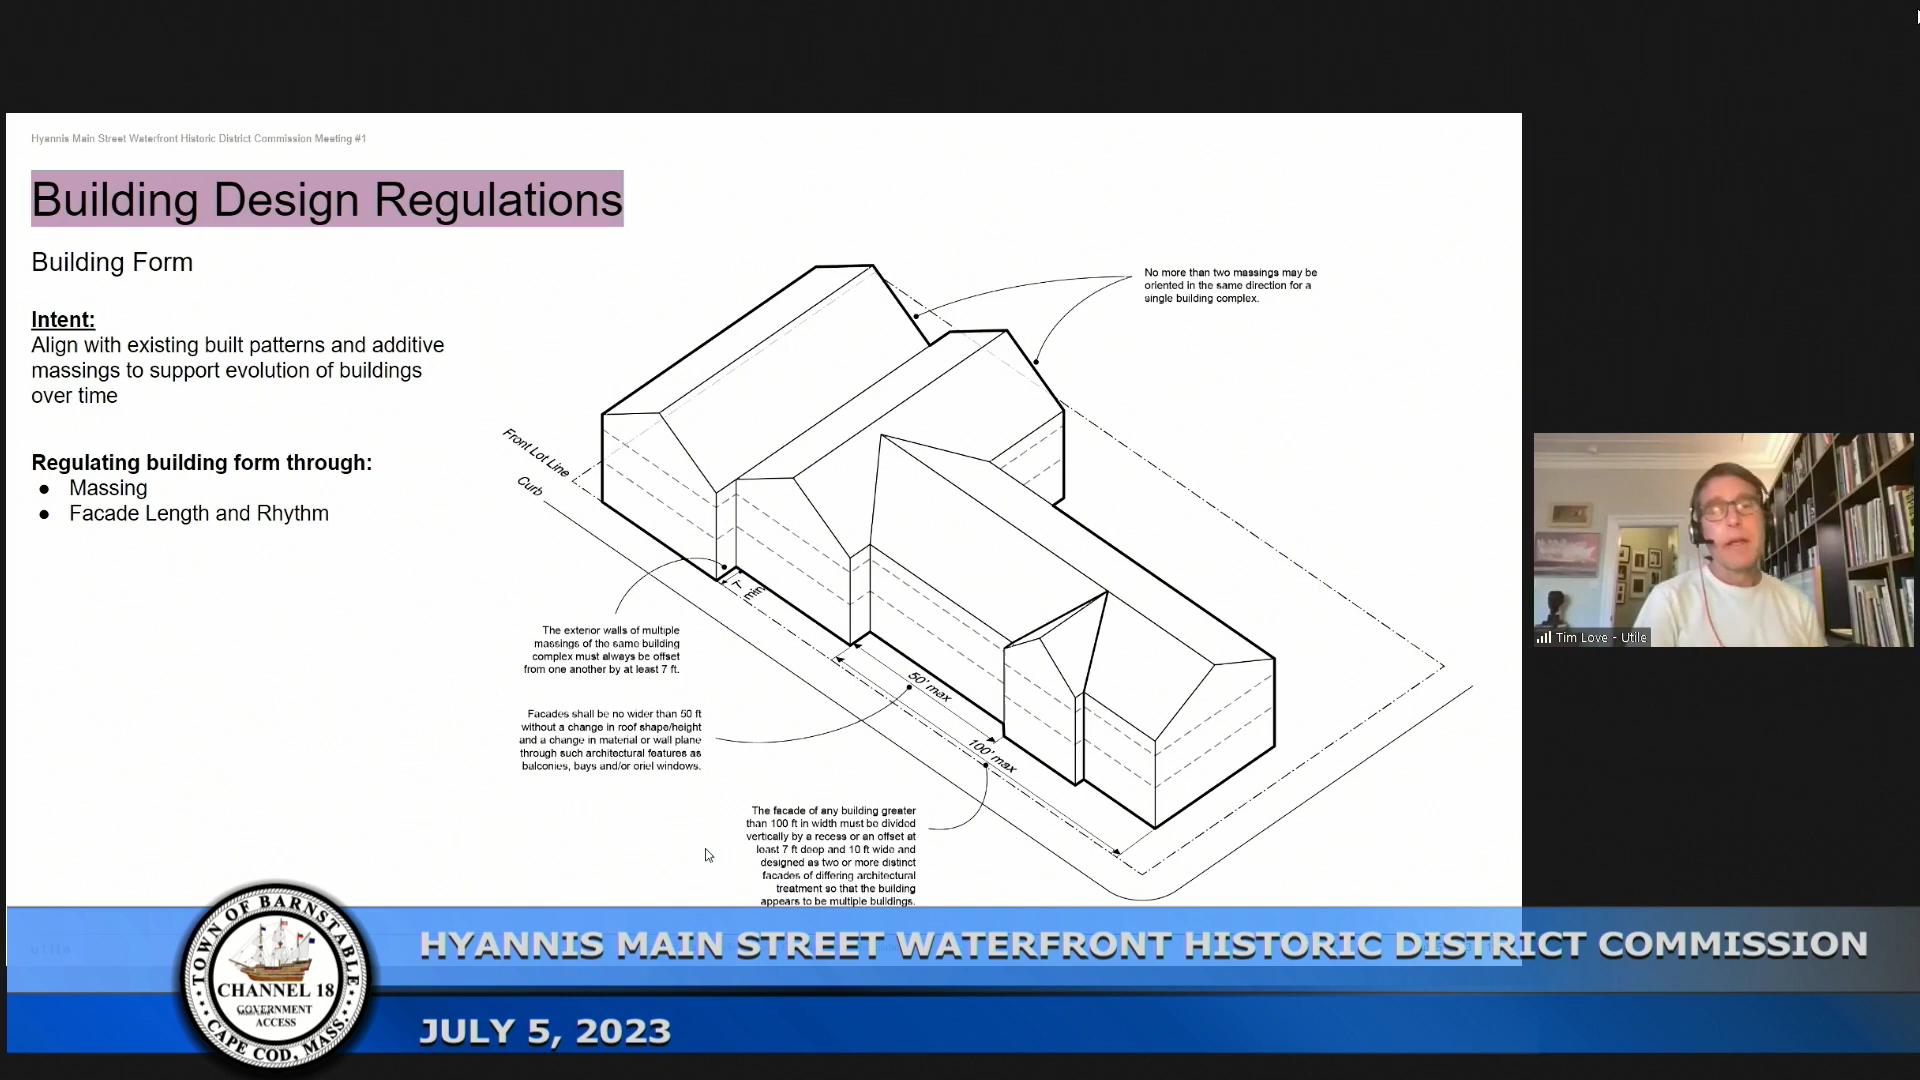 Hyannis Main Street Waterfront Historic District Commission Meeting #1
Building Design Regulations
Building Form
Intent:
Align with existing built patterns and additive
massings to support evolution of buildings
over time
Regulating building form through:
● Massing
● Facade Length and Rhythm
No more than two massings may be
oriented in the same direction for a
single building complex.
Front Lot Line
Curb
7' min
The exterior walls of multiple
massings of the same building
complex must always be offset
from one another by at least 7 ft.
50' max
Facades shall be no wider than 50 ft
without a change in roof shape/height
and a change in material or wall plane
through such architectural features as
balconies, bays and/or oriel windows.
100' max
The facade of any building greater
than 100 ft in width must be divided
vertically by a recess or an offset at
least 7 ft deep and 10 ft wide and
designed as two or more distinct
facades of differing architectural
treatment so that the building
appears to be multiple buildings.
Tim Love - Utile
utile
TOWN OF BARNSTABLE
CHANNEL 18
GOVERNMENT
ACCESS
CAPE COD, MASS.
HYANNIS MAIN STREET WATERFRONT HISTORIC DISTRICT COMMISSION
JULY 5, 2023